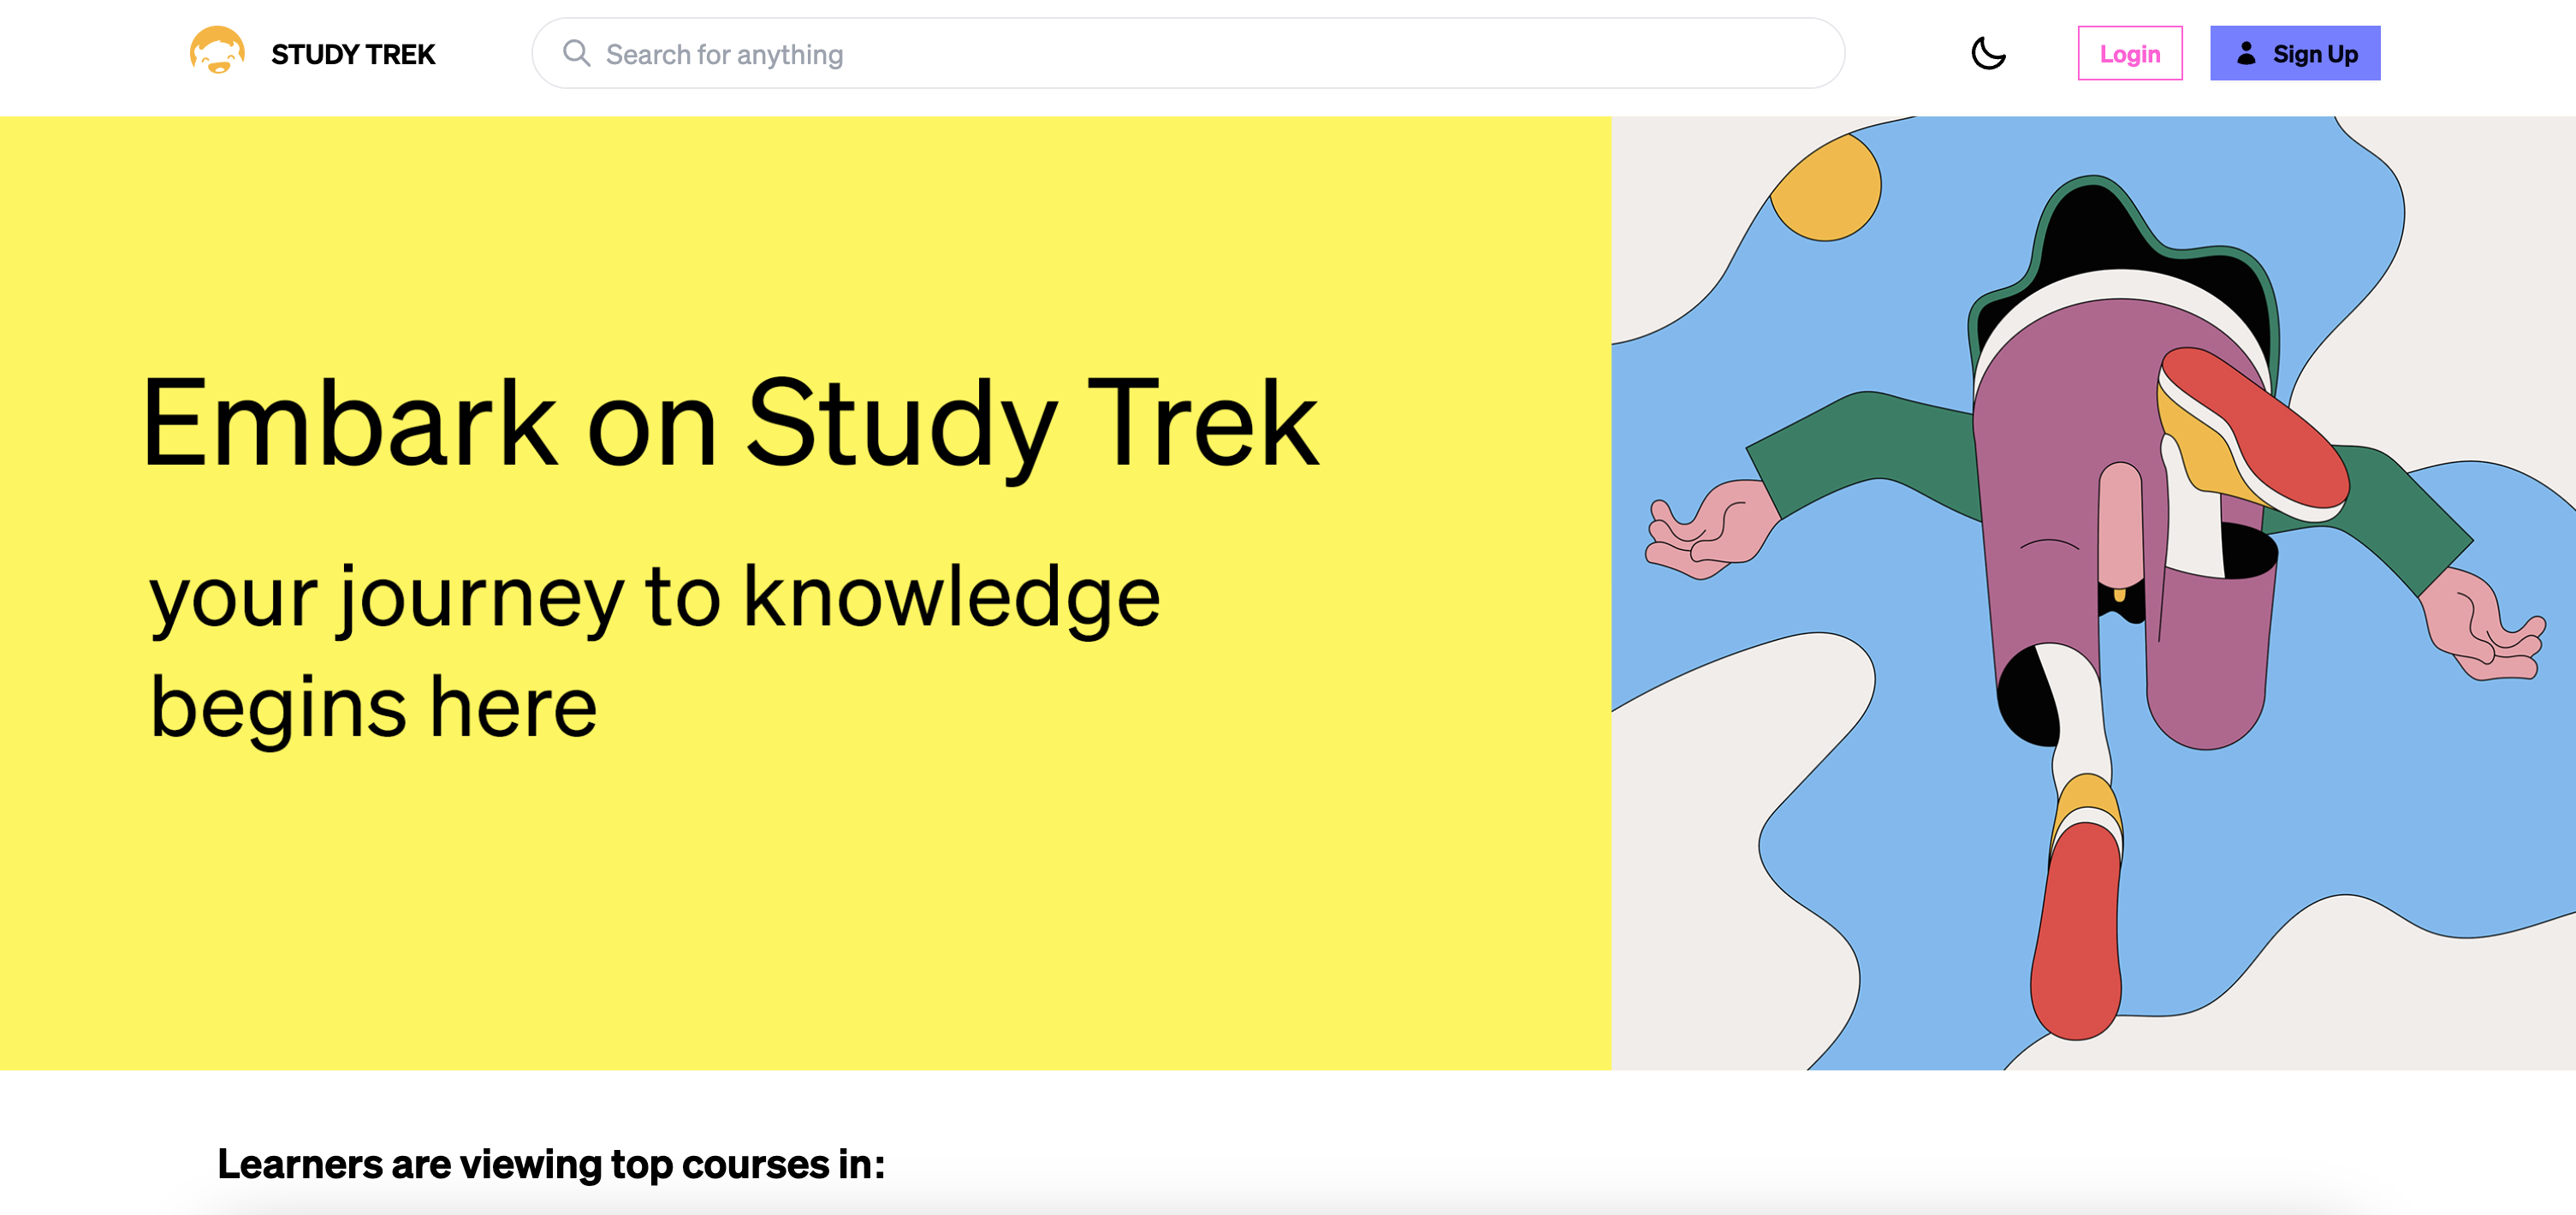 STUDY TREK
Search for anything
Login
Sign Up
Embark on Study Trek
your journey to knowledge
begins here
Learners are viewing top courses in: